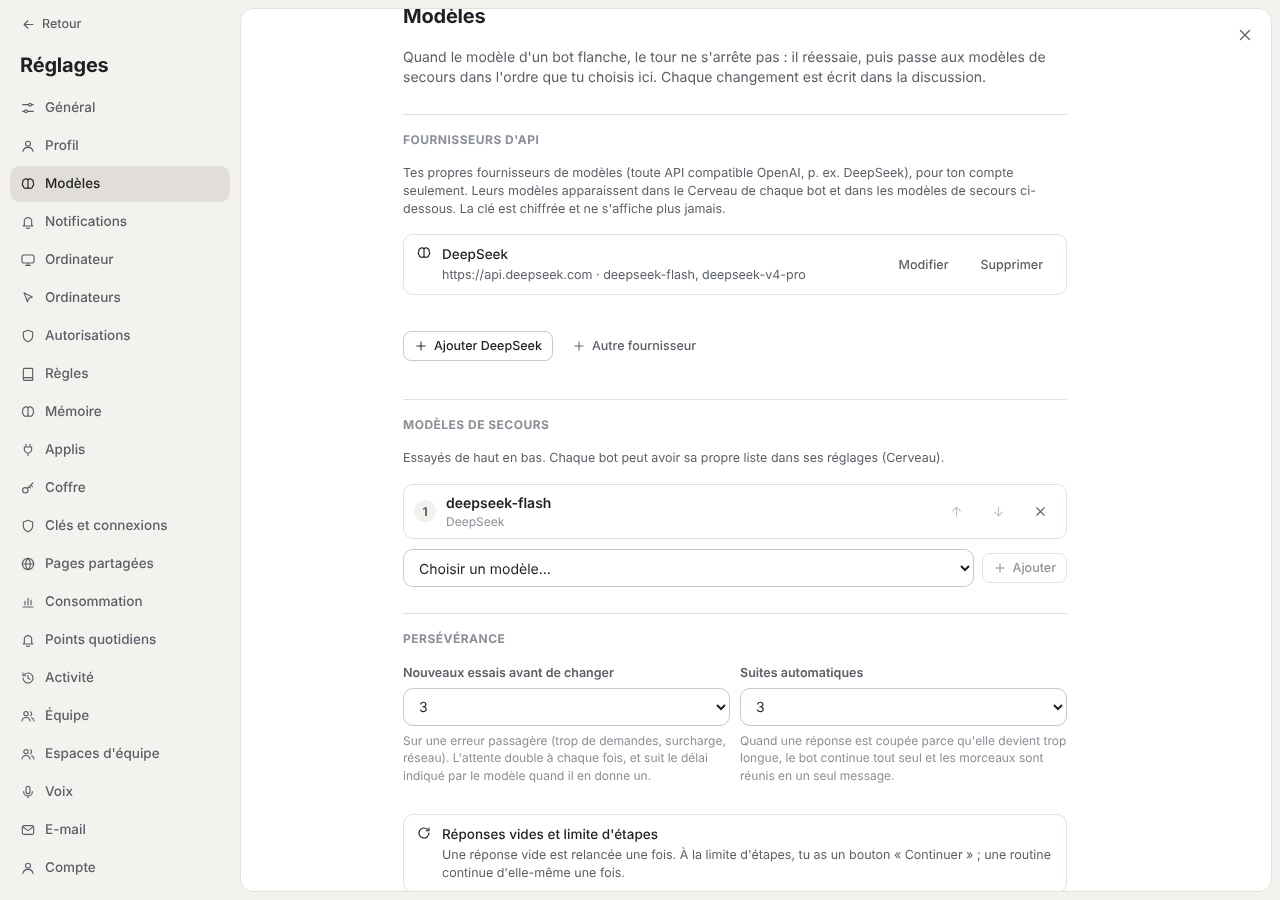 Retour
Réglages
Général
Profil
Modèles
Notifications
Ordinateur
Ordinateurs
Autorisations
Règles
Mémoire
Applis
Coffre
Clés et connexions
Pages partagées
Consommation
Points quotidiens
Activité
Équipe
Espaces d'équipe
Voix
E-mail
Compte
Modèles
Quand le modèle d'un bot flanche, le tour ne s'arrête pas : il réessaie, puis passe aux modèles de
secours dans l'ordre que tu choisis ici. Chaque changement est écrit dans la discussion.
FOURNISSEURS D'API
Tes propres fournisseurs de modèles (toute API compatible OpenAI, p. ex. DeepSeek), pour ton compte
seulement. Leurs modèles apparaissent dans le Cerveau de chaque bot et dans les modèles de secours ci-
dessous. La clé est chiffrée et ne s'affiche plus jamais.
DeepSeek
https://api.deepseek.com · deepseek-flash, deepseek-v4-pro
Modifier
Supprimer
Ajouter DeepSeek
Autre fournisseur
MODÈLES DE SECOURS
Essayés de haut en bas. Chaque bot peut avoir sa propre liste dans ses réglages (Cerveau).
1
deepseek-flash
DeepSeek
Choisir un modèle...
Ajouter
PERSÉVÉRANCE
Nouveaux essais avant de changer
3
Sur une erreur passagère (trop de demandes, surcharge,
réseau). L'attente double à chaque fois, et suit le délai
indiqué par le modèle quand il en donne un.
Suites automatiques
3
Quand une réponse est coupée parce qu'elle devient trop
longue, le bot continue tout seul et les morceaux sont
réunis en un seul message.
Réponses vides et limite d'étapes
Une réponse vide est relancée une fois. À la limite d'étapes, tu as un bouton « Continuer » ; une routine
continue d'elle-même une fois.